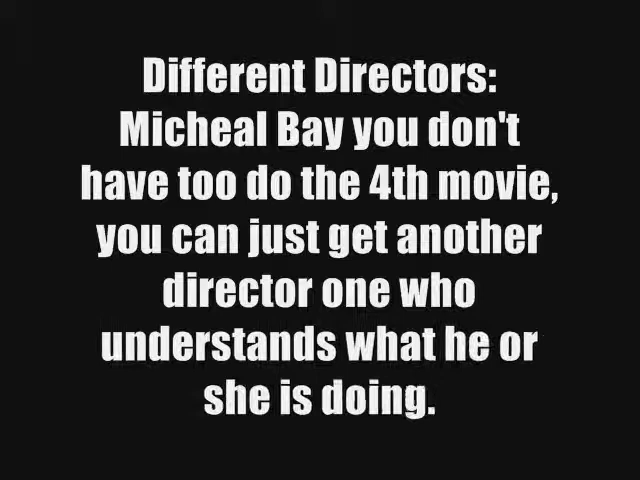 Different Directors:
Micheal Bay you don't
have too do the 4th movie,
you can just get another
director one who
understands what he or
she is doing.